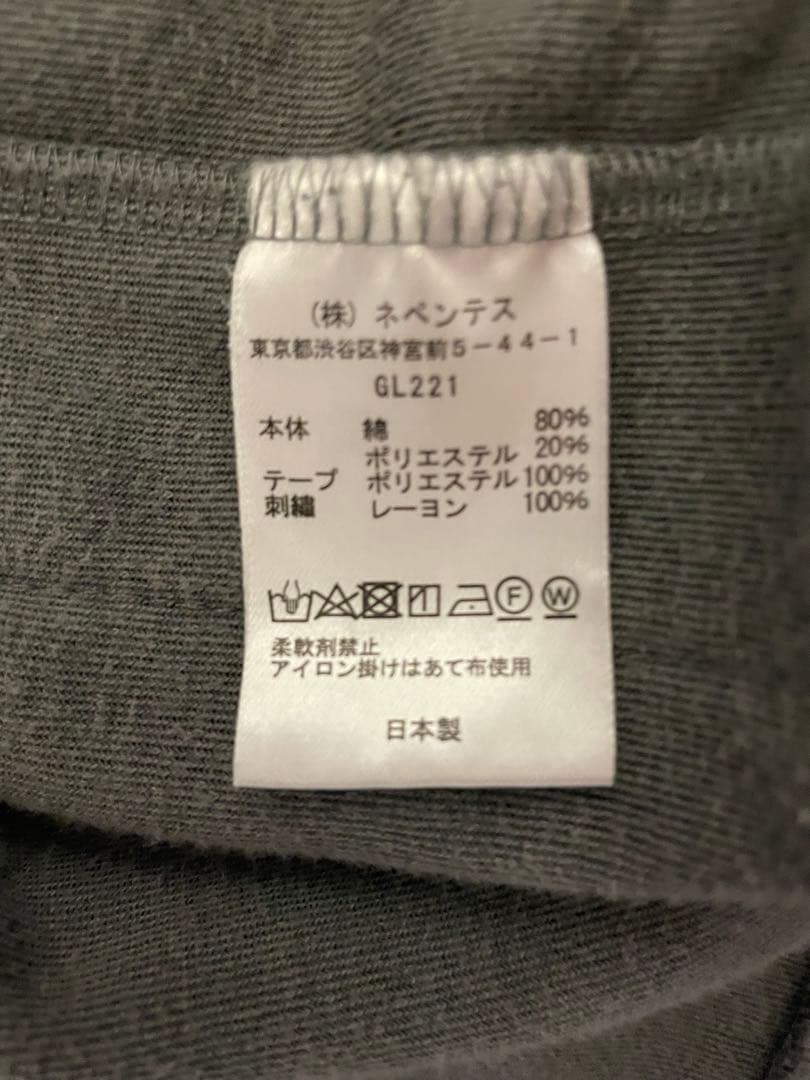 (株) ネペンテス
東京都渋谷区神宮前5-44-1
GL221
本体 綿 80%
ポリエステル 20%
テープ ポリエステル 100%
刺繍 レーヨン 100%
F W
柔軟剤禁止
アイロン掛けはあて布使用
日本製